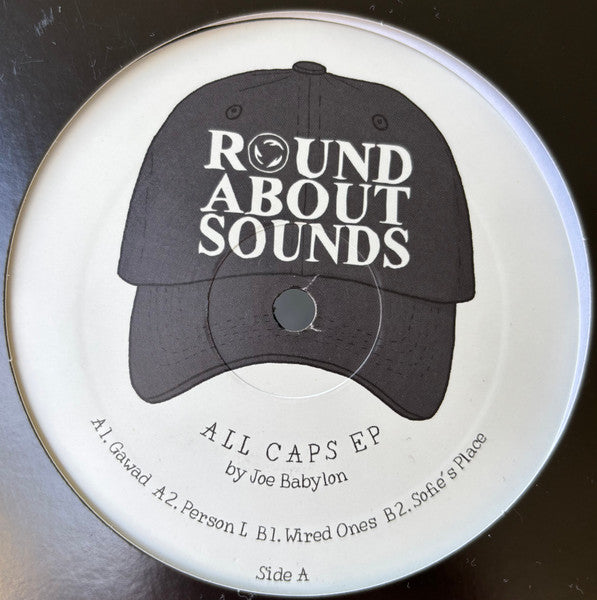 ROUND
ABOUT
SOUNDS
ALL CAPS EP
by Joe Babylon
A1. Gawad A2. Person L B1. Wired Ones B2. Sofie's Place
Side A